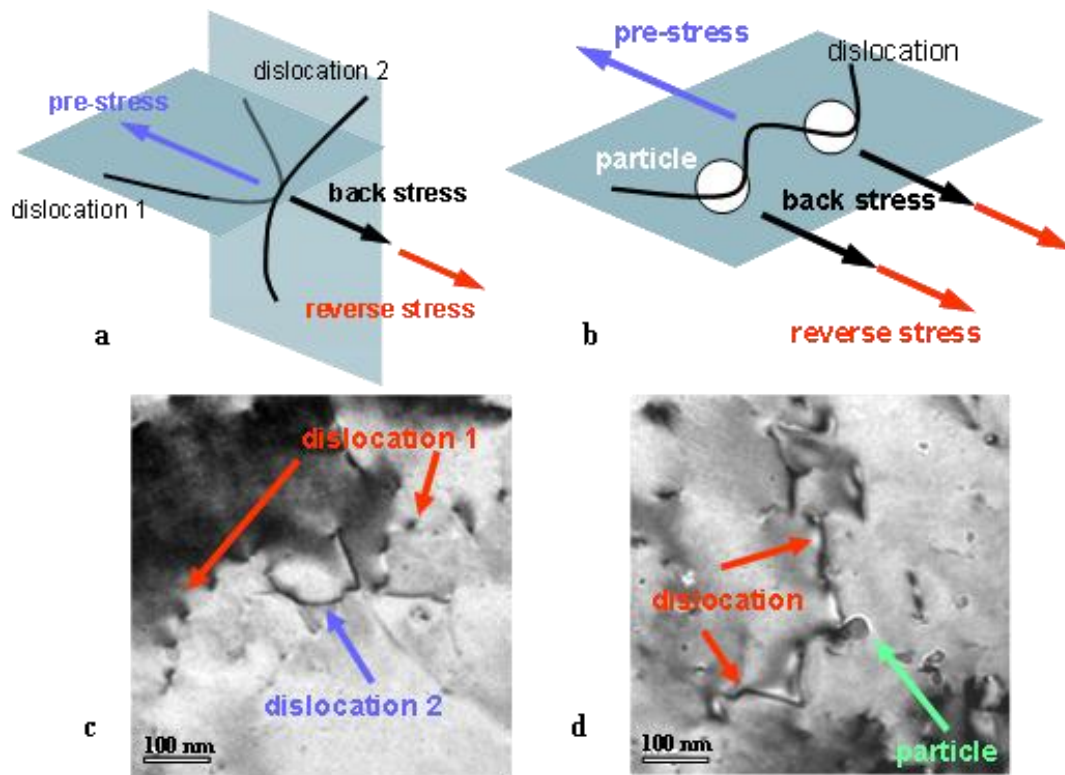 dislocation 2
pre-stress
back stress
dislocation 1
reverse stress
a
pre-stress
dislocation
particle
back stress
reverse stress
b
dislocation 1
dislocation 2
c
100 nm
dislocation
particle
d
100 nm